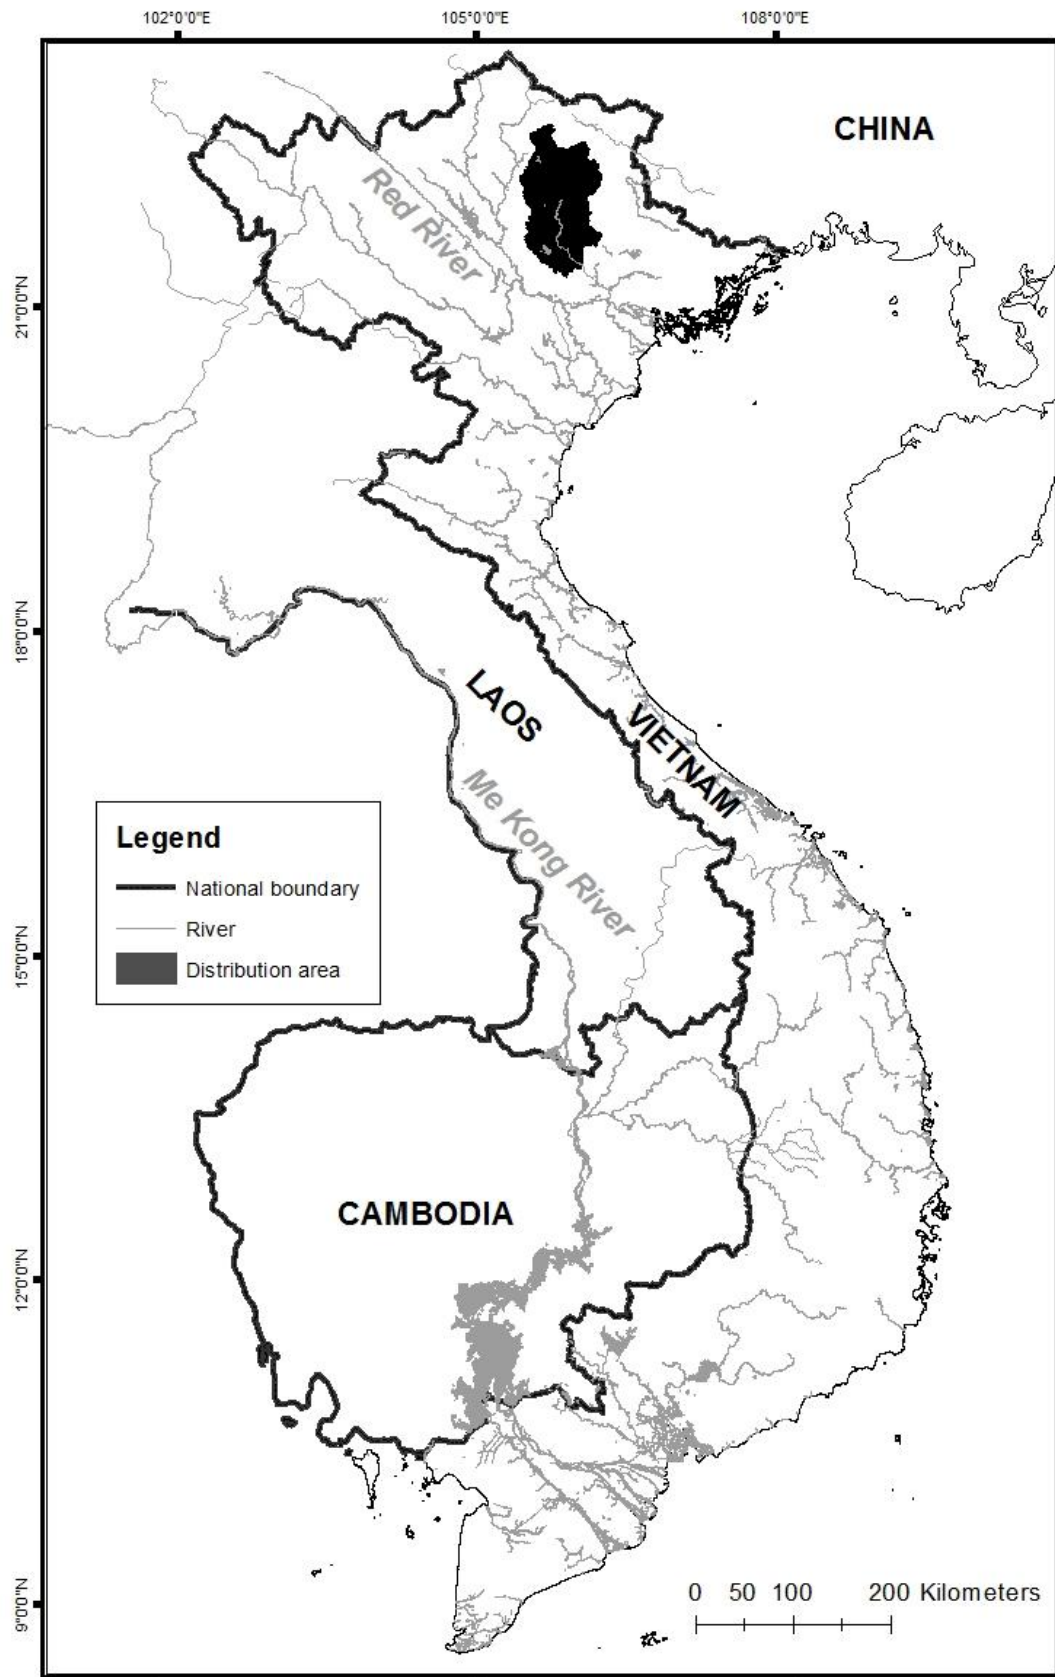 102°0'0"E
105°0'0"E
108°0'0"E
CHINA
Red River
21°0'0"N
18°0'0"N
LAOS
VIETNAM
Me Kong River
Legend
National boundary
River
Distribution area
15°0'0"N
CAMBODIA
12°0'0"N
9°0'0"N
0 50 100 200 Kilometers